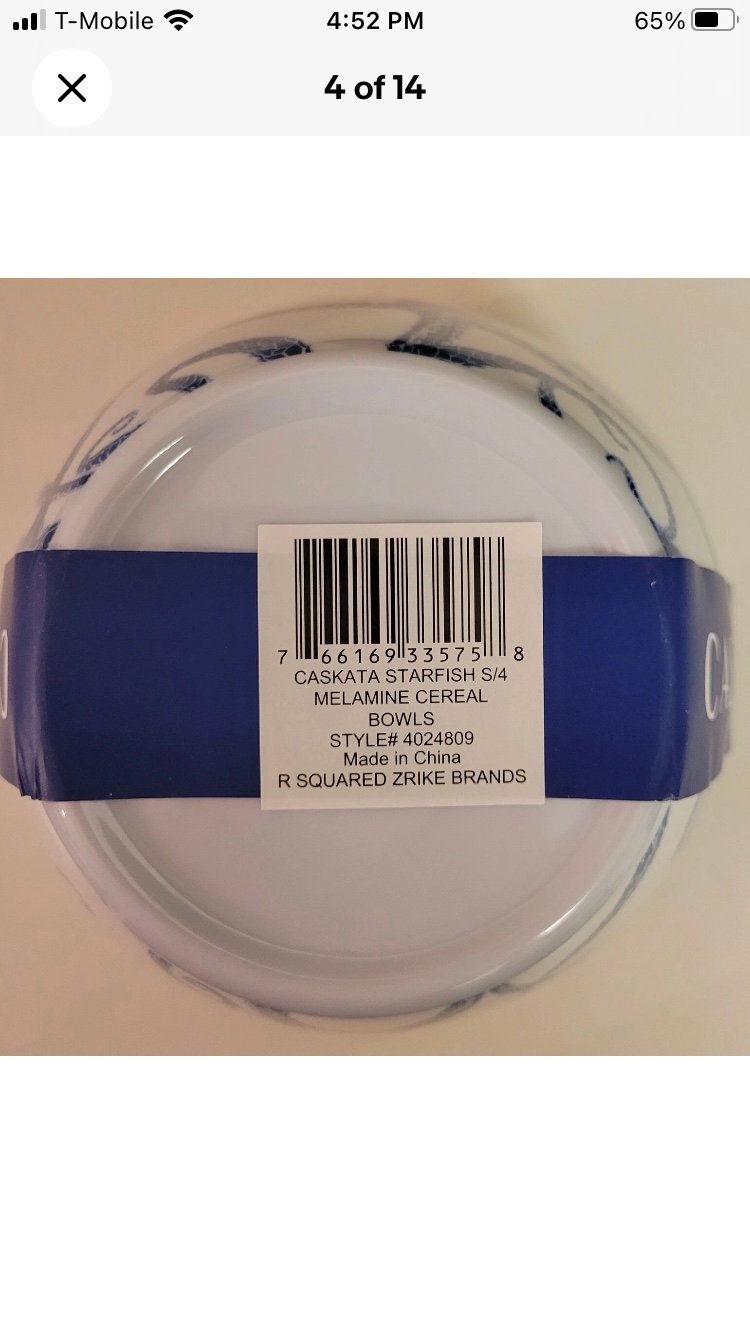 T-Mobile 4:52 PM 65%
4 of 14
7 66169 33575 8
CASKATA STARFISH S/4
MELAMINE CEREAL
BOWLS
STYLE# 4024809
Made in China
R SQUARED ZRIKE BRANDS